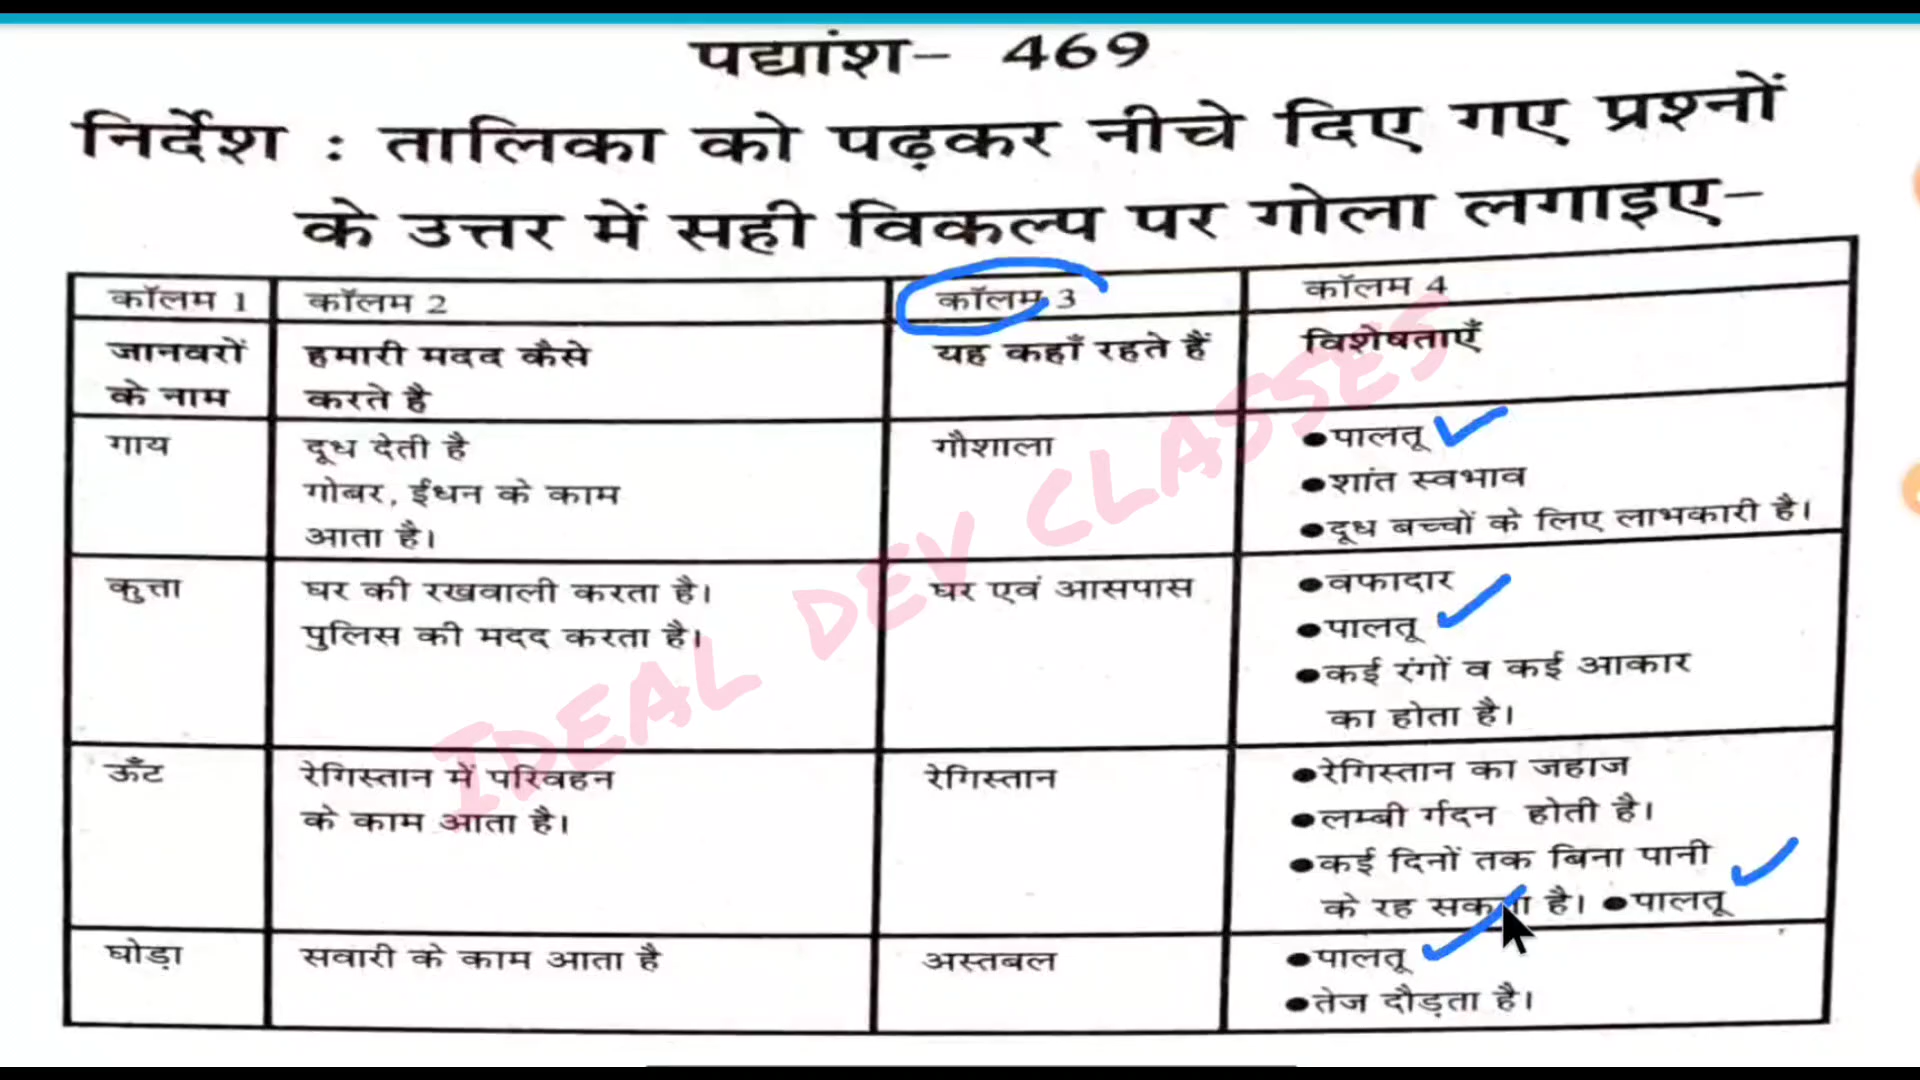 पद्यांश- 469
निर्देश : तालिका को पढ़कर नीचे दिए गए प्रश्नों
के उत्तर में सही विकल्प पर गोला लगाइए-
कॉलम 1 कॉलम 2 कॉलम 3 कॉलम 4
जानवरों हमारी मदद कैसे यह कहाँ रहते हैं विशेषताएँ
के नाम करते है
गाय दूध देती है गौशाला ●पालतू
गोबर, ईंधन के काम ●शांत स्वभाव
आता है। ●दूध बच्चों के लिए लाभकारी है।
कुत्ता घर की रखवाली करता है। घर एवं आसपास ●वफादार
पुलिस की मदद करता है। ●पालतू
●कई रंगों व कई आकार
का होता है।
ऊँट रेगिस्तान में परिवहन रेगिस्तान ●रेगिस्तान का जहाज
के काम आता है। ●लम्बी र्गदन होती है।
●कई दिनों तक बिना पानी
के रह सकता है। ●पालतू
घोड़ा सवारी के काम आता है अस्तबल ●पालतू
●तेज दौड़ता है।
IDEAL DEV CLASSES